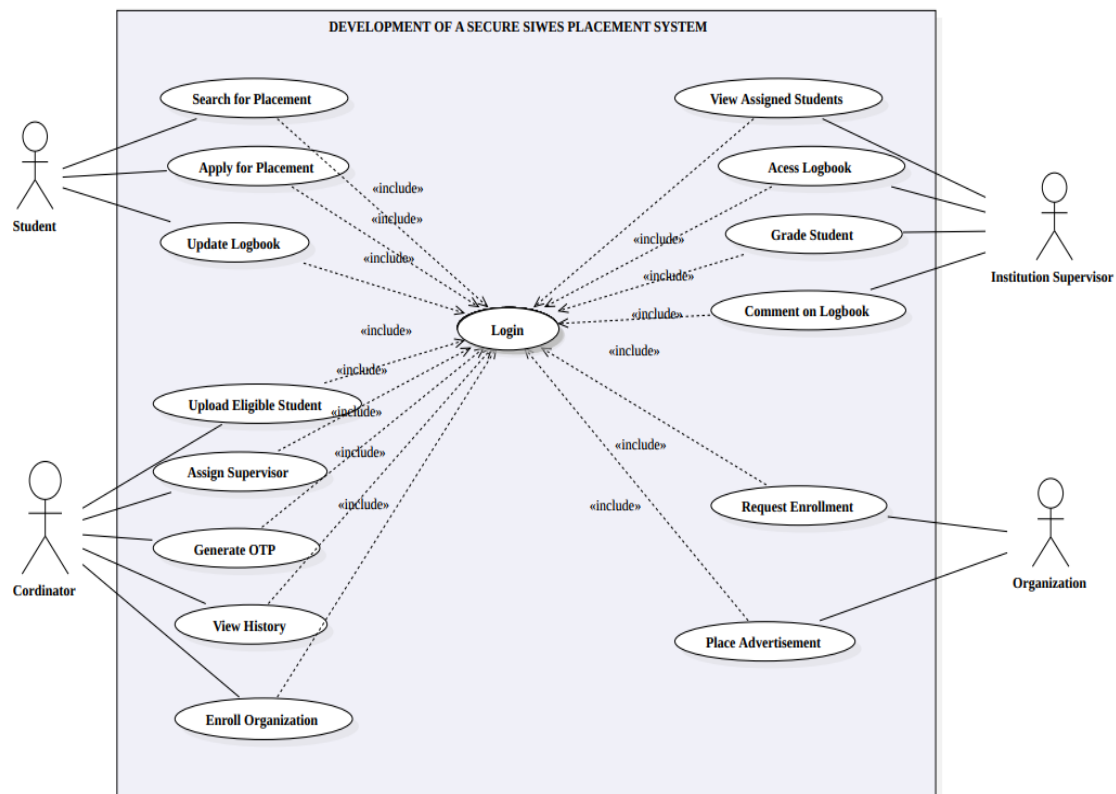 DEVELOPMENT OF A SECURE SIWES PLACEMENT SYSTEM
Search for Placement
View Assigned Students
Apply for Placement
Acess Logbook
«include»
Student
«include»
Update Logbook
«include»
Grade Student
«include»
«include»
Institution Supervisor
Comment on Logbook
«include»
Login
«include»
«include»
«include»
Upload Eligible Student
«include»
«include»
«include»
Assign Supervisor
«include»
Request Enrollment
«include»
Generate OTP
Cordinator
Organization
View History
Place Advertisement
Enroll Organization